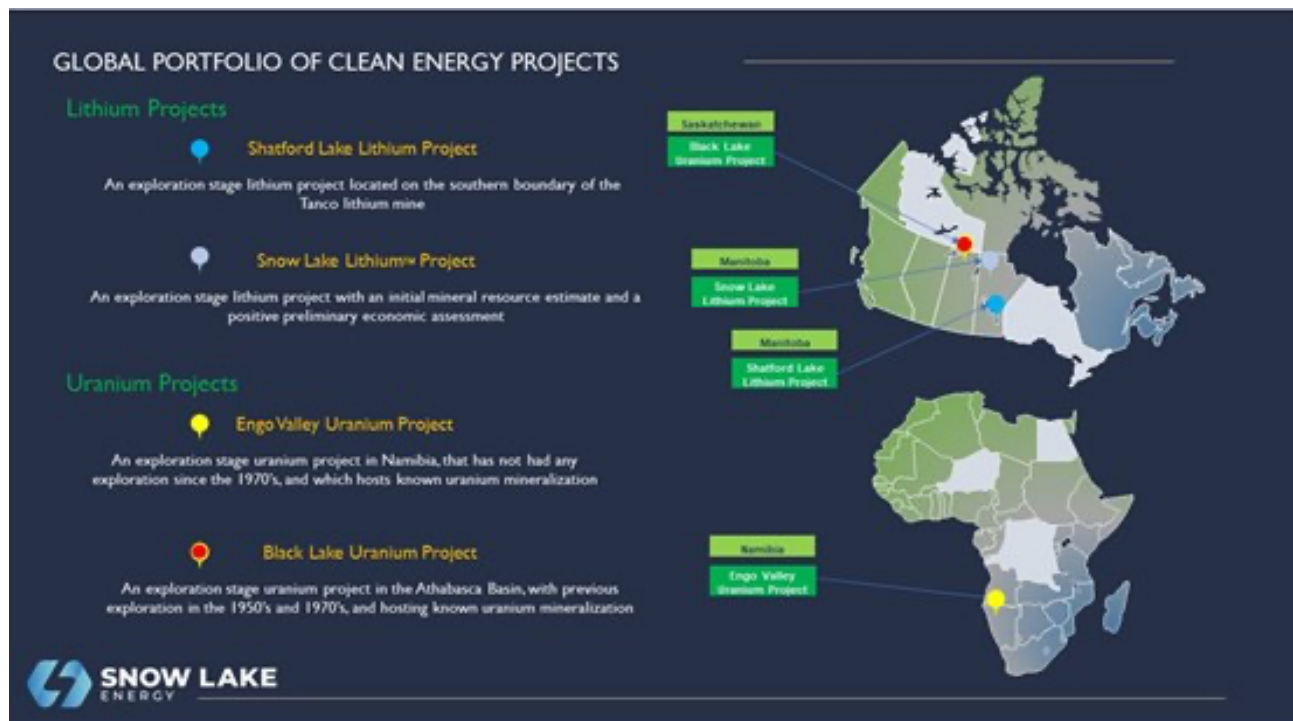 GLOBAL PORTFOLIO OF CLEAN ENERGY PROJECTS
Lithium Projects
Shatford Lake Lithium Project
An exploration stage lithium project located on the southern boundary of the
Tanco lithium mine
Snow Lake Lithium™ Project
An exploration stage lithium project with an initial mineral resource estimate and a
positive preliminary economic assessment
Uranium Projects
Engo Valley Uranium Project
An exploration stage uranium project in Namibia, that has not had any
exploration since the 1970's, and which hosts known uranium mineralization
Black Lake Uranium Project
An exploration stage uranium project in the Athabasca Basin, with previous
exploration in the 1950's and 1970's, and hosting known uranium mineralization
Saskatchewan
Black Lake
Uranium Project
Manitoba
Snow Lake
Lithium Project
Manitoba
Shatford Lake
Lithium Project
Namibia
Engo Valley
Uranium Project
SNOW LAKE
ENERGY